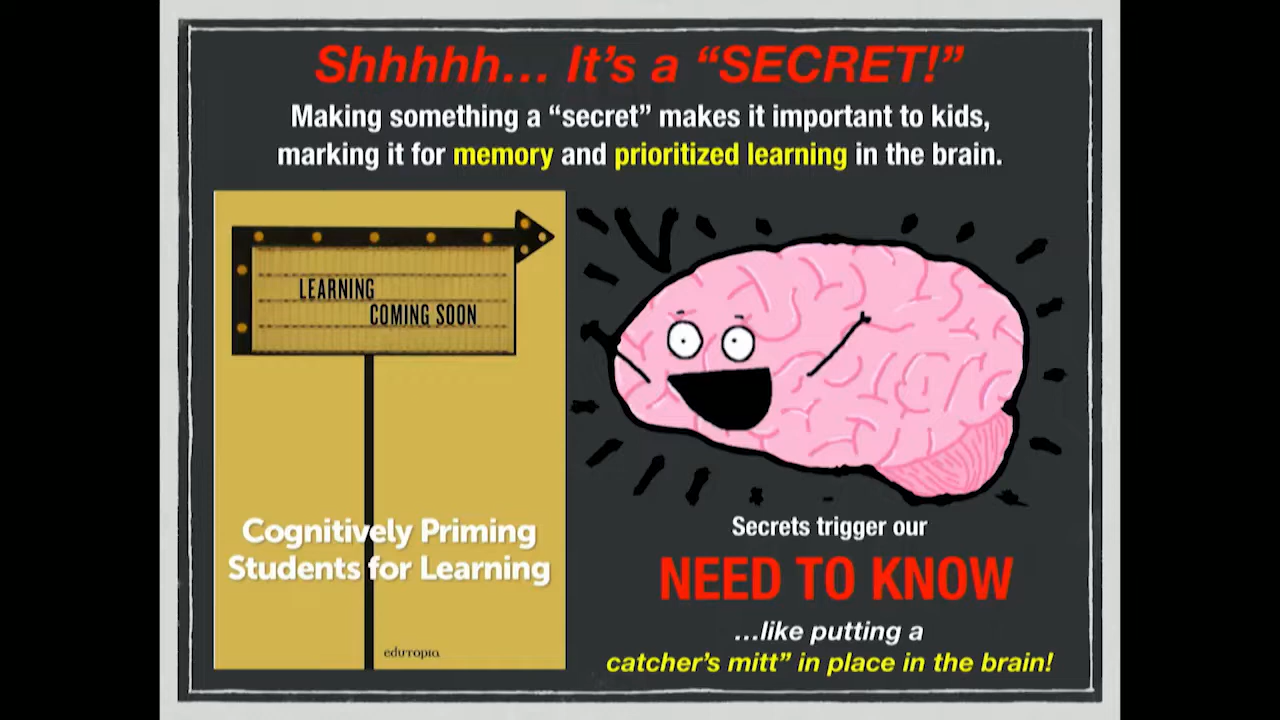 Shhhhh... It's a “SECRET!”
Making something a “secret” makes it important to kids,
marking it for memory and prioritized learning in the brain.
LEARNING
COMING SOON
Cognitively Priming
Students for Learning
edutopia
Secrets trigger our
NEED TO KNOW
...like putting a
catcher's mitt” in place in the brain!